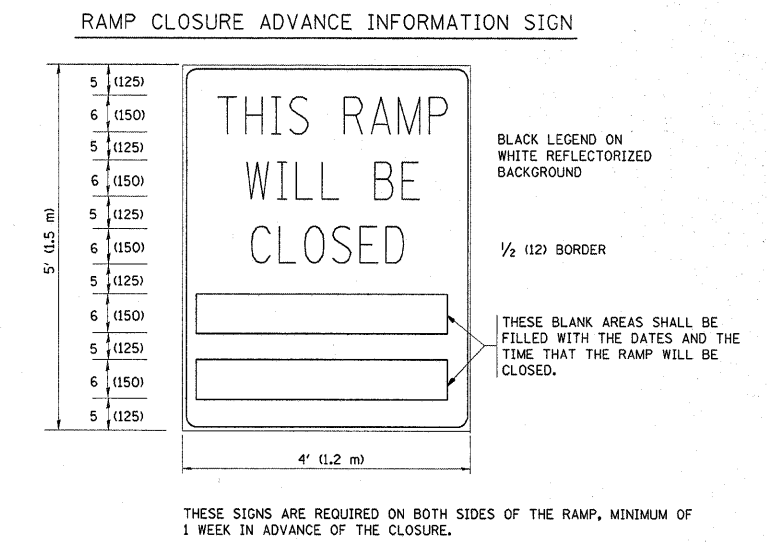 RAMP CLOSURE ADVANCE INFORMATION SIGN
5 (125)
6 (150)
5 (125)
6 (150)
5 (125)
6 (150)
5 (125)
6 (150)
5 (125)
6 (150)
5 (125)
5' (1.5 m)
THIS RAMP
WILL BE
CLOSED
BLACK LEGEND ON
WHITE REFLECTORIZED
BACKGROUND
1/2 (12) BORDER
THESE BLANK AREAS SHALL BE
FILLED WITH THE DATES AND THE
TIME THAT THE RAMP WILL BE
CLOSED.
4' (1.2 m)
THESE SIGNS ARE REQUIRED ON BOTH SIDES OF THE RAMP, MINIMUM OF
1 WEEK IN ADVANCE OF THE CLOSURE.